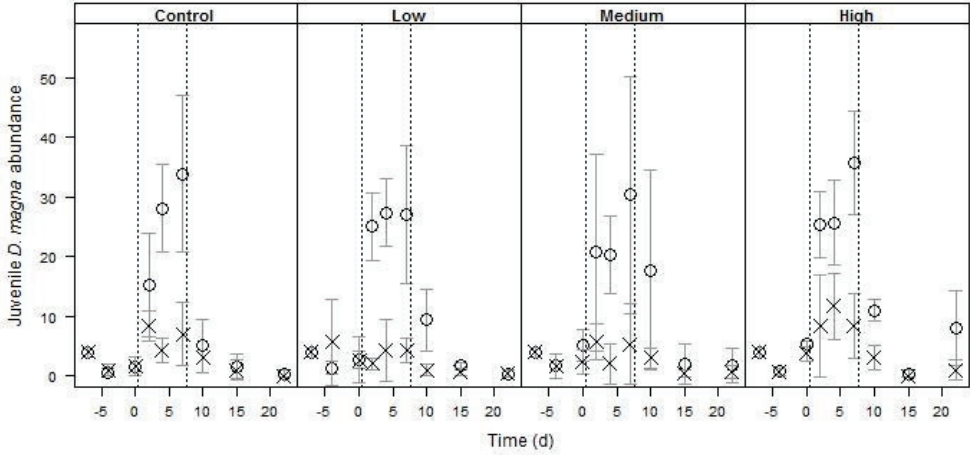 Control Low Medium High
Juvenile D. magna abundance
50
40
30
20
10
0
-5 0 5 10 15 20 -5 0 5 10 15 20 -5 0 5 10 15 20 -5 0 5 10 15 20
Time (d)